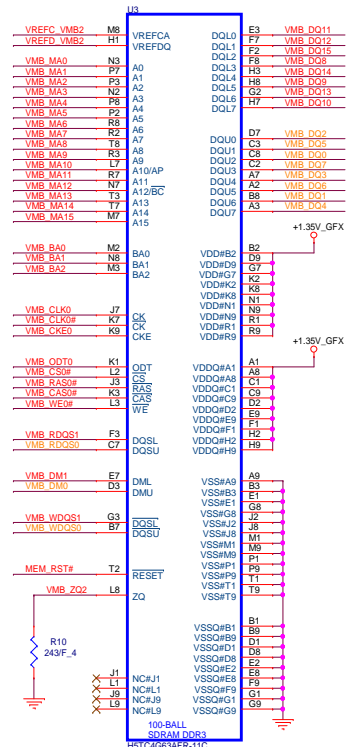 U3
VREFC_VMB2 M8 VREFCA
VREFD_VMB2 H1 VREFDQ
VMB_MA0 N3 A0
VMB_MA1 P7 A1
VMB_MA2 P3 A2
VMB_MA3 N2 A3
VMB_MA4 P8 A4
VMB_MA5 P2 A5
VMB_MA6 R8 A6
VMB_MA7 R2 A7
VMB_MA8 T8 A8
VMB_MA9 R3 A9
VMB_MA10 L7 A10/AP
VMB_MA11 R7 A11
VMB_MA12 N7 A12/BC
VMB_MA13 T3 A13
VMB_MA14 T7 A14
VMB_MA15 M7 A15
VMB_BA0 M2 BA0
VMB_BA1 N8 BA1
VMB_BA2 M3 BA2
VMB_CLK0 J7 CK
VMB_CLK0# K7 CK
VMB_CKE0 K9 CKE
VMB_ODT0 K1 ODT
VMB_CS0# L2 CS
VMB_RAS0# J3 RAS
VMB_CAS0# K3 CAS
VMB_WE0# L3 WE
VMB_RDQS1 F3 DQSL
VMB_RDQS0 C7 DQSU
VMB_DM1 E7 DML
VMB_DM0 D3 DMU
VMB_WDQS1 G3 DQSL
VMB_WDQS0 B7 DQSU
MEM_RST# T2 RESET
VMB_ZQ2 L8 ZQ
R10
243/F_4
J1 NC#J1
L1 NC#L1
J9 NC#J9
L9 NC#L9
DQL0 E3 VMB_DQ11
DQL1 F7 VMB_DQ12
DQL2 F2 VMB_DQ15
DQL3 F8 VMB_DQ8
DQL4 H3 VMB_DQ14
DQL5 H8 VMB_DQ9
DQL6 G2 VMB_DQ13
DQL7 H7 VMB_DQ10
DQU0 D7 VMB_DQ2
DQU1 C3 VMB_DQ5
DQU2 C8 VMB_DQ0
DQU3 C2 VMB_DQ7
DQU4 A7 VMB_DQ3
DQU5 A2 VMB_DQ6
DQU6 B8 VMB_DQ1
DQU7 A3 VMB_DQ4
+1.35V_GFX
VDD#B2 B2
VDD#D9 D9
VDD#G7 G7
VDD#K2 K2
VDD#K8 K8
VDD#N1 N1
VDD#N9 N9
VDD#R1 R1
VDD#R9 R9
+1.35V_GFX
VDDQ#A1 A1
VDDQ#A8 A8
VDDQ#C1 C1
VDDQ#C9 C9
VDDQ#D2 D2
VDDQ#E9 E9
VDDQ#F1 F1
VDDQ#H2 H2
VDDQ#H9 H9
VSS#A9 A9
VSS#B3 B3
VSS#E1 E1
VSS#G8 G8
VSS#J2 J2
VSS#J8 J8
VSS#M1 M1
VSS#M9 M9
VSS#P1 P1
VSS#P9 P9
VSS#T1 T1
VSS#T9 T9
VSSQ#B1 B1
VSSQ#B9 B9
VSSQ#D1 D1
VSSQ#D8 D8
VSSQ#E2 E2
VSSQ#E8 E8
VSSQ#F9 F9
VSSQ#G1 G1
VSSQ#G9 G9
100-BALL
SDRAM DDR3
H5TC4G63AFR-11C